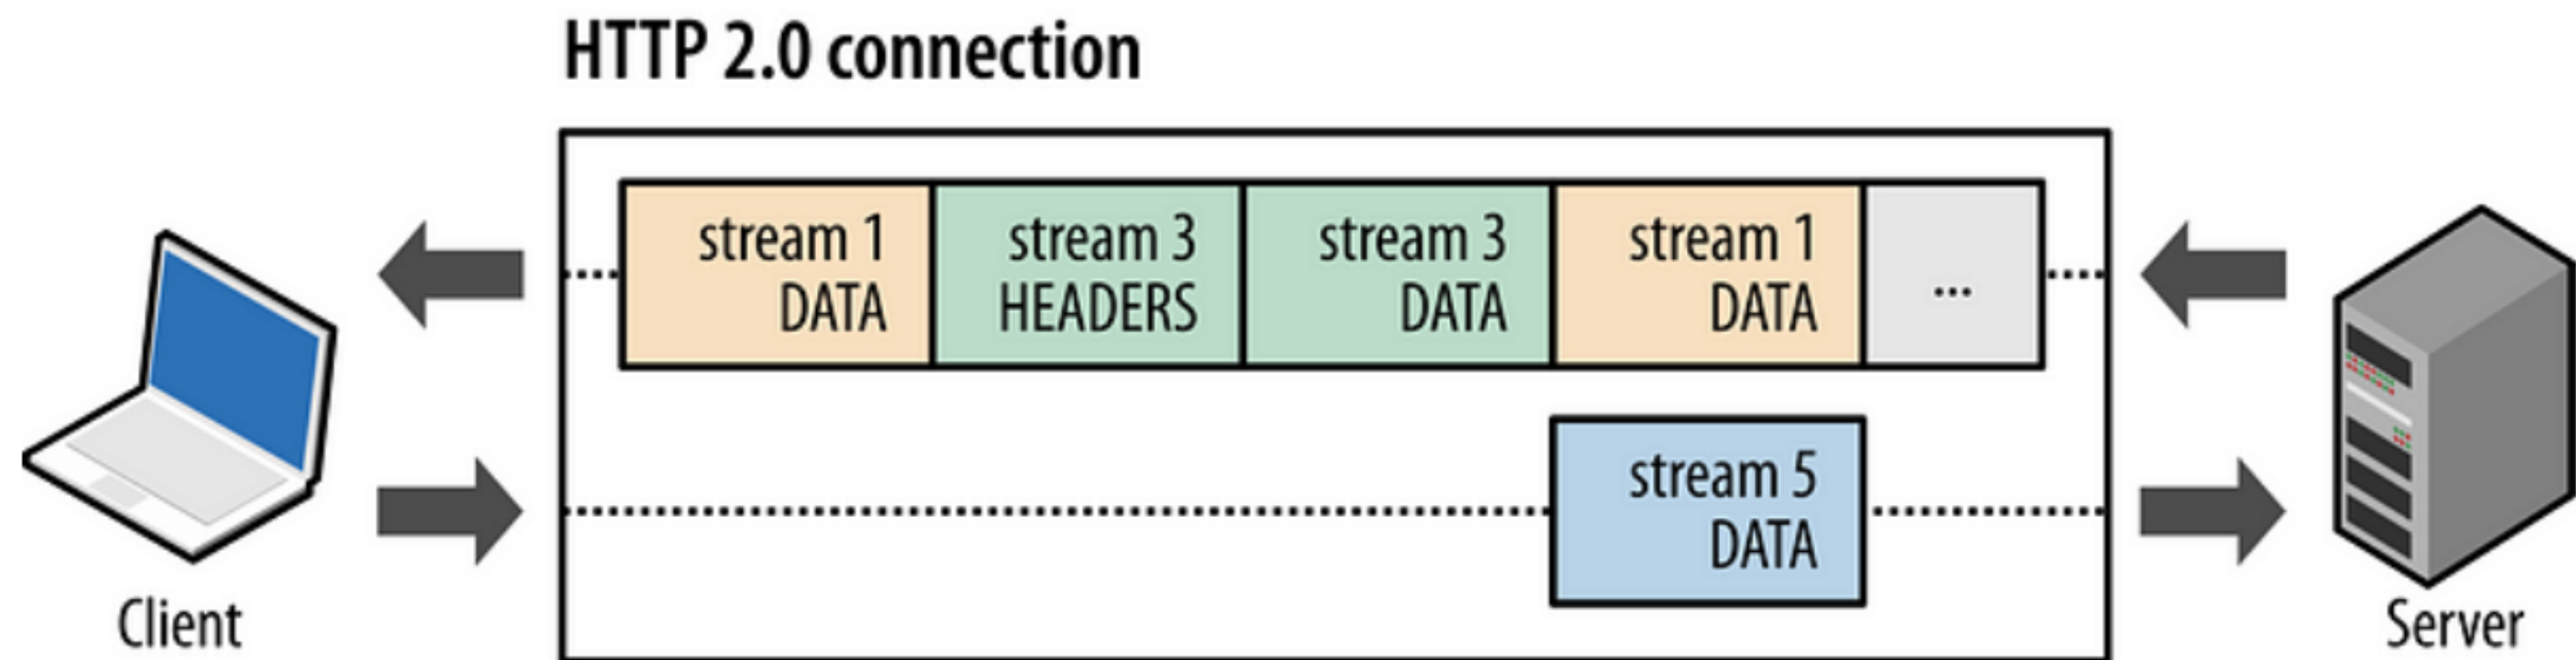 HTTP 2.0 connection
stream 1
DATA
stream 3
HEADERS
stream 3
DATA
stream 1
DATA
...
stream 5
DATA
Client
Server